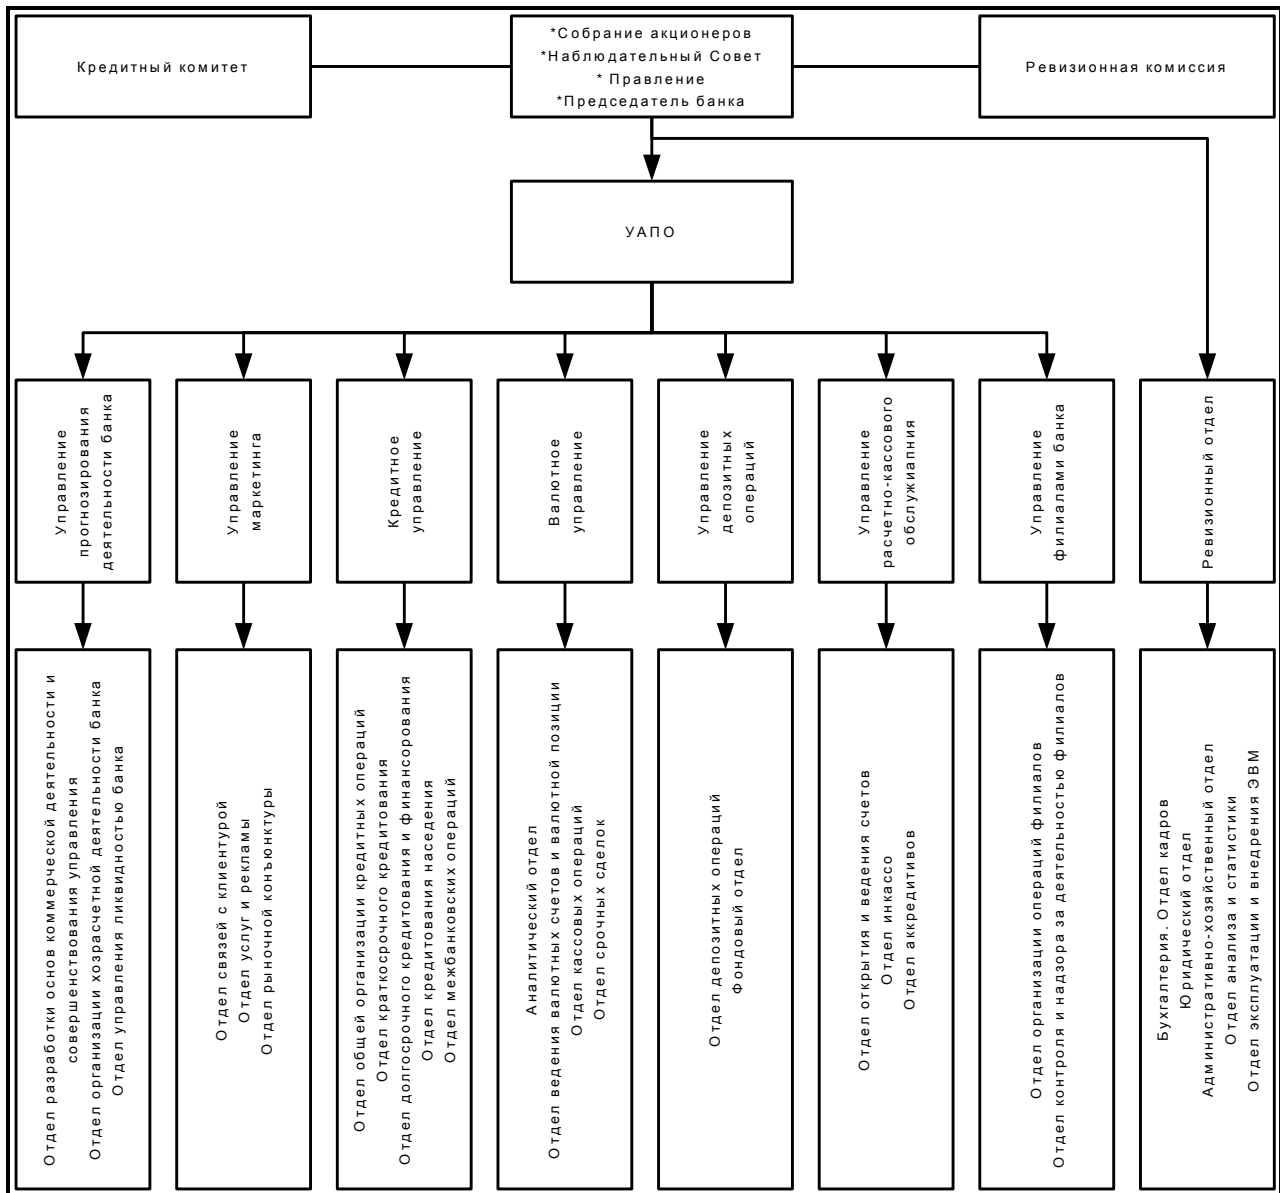 Кредитный комитет
*Собрание акционеров
*Наблюдательный Совет
* Правление
*Председатель банка
Ревизионная комиссия
УАПО
Управление
прогнозирования
деятельности банка
Управление
маркетинга
Кредитное
управление
Валютное
управление
Управление
депозитных
операций
Управление
расчетно-кассового
обслужиапния
Управление
филиалами банка
Ревизионный отдел
Отдел разработки основ коммерческой деятельности и
совершенствования управления
Отдел организации хозрасчетной деятельности банка
Отдел управления ликвидностью банка
Отдел связей с клиентурой
Отдел услуг и рекламы
Отдел рыночной конъюнктуры
Отдел общей организации кредитных операций
Отдел краткосрочного кредитования
Отдел долгосрочного кредитования и финансорования
Отдел кредитования наседения
Отдел межбанковских операций
Аналитический отдел
Отдел ведения валютных счетов и валютной позиции
Отдел кассовых операций
Отдел срочных сделок
Отдел депозитных операций
фондовый отдел
Отдел открытия и ведения счетов
Отдел инкассо
Отдел аккредитивов
Отдел организации операций филиалов
Отдел контроля и надзора за деятельностью филиалов
Бухгалтерия. Отдел кадров
Юридический отдел
Административно-хозяйственный отдел
Отдел анализа и статистики
Отдел эксплуатации и внедрения ЭВМ